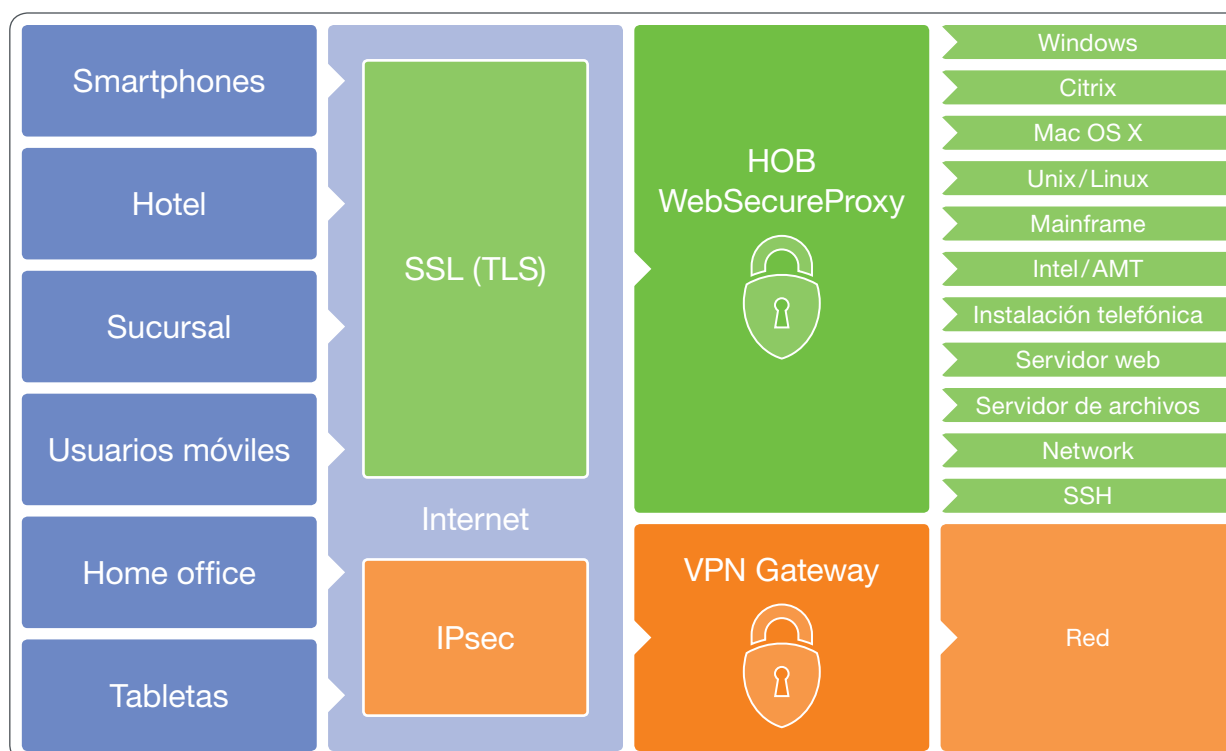 Smartphones
Hotel
Sucursal
Usuarios móviles
Home office
Tabletas
SSL (TLS)
Internet
IPsec
HOB
WebSecureProxy
VPN Gateway
Windows
Citrix
Mac OS X
Unix/Linux
Mainframe
Intel/AMT
Instalación telefónica
Servidor web
Servidor de archivos
Network
SSH
Red